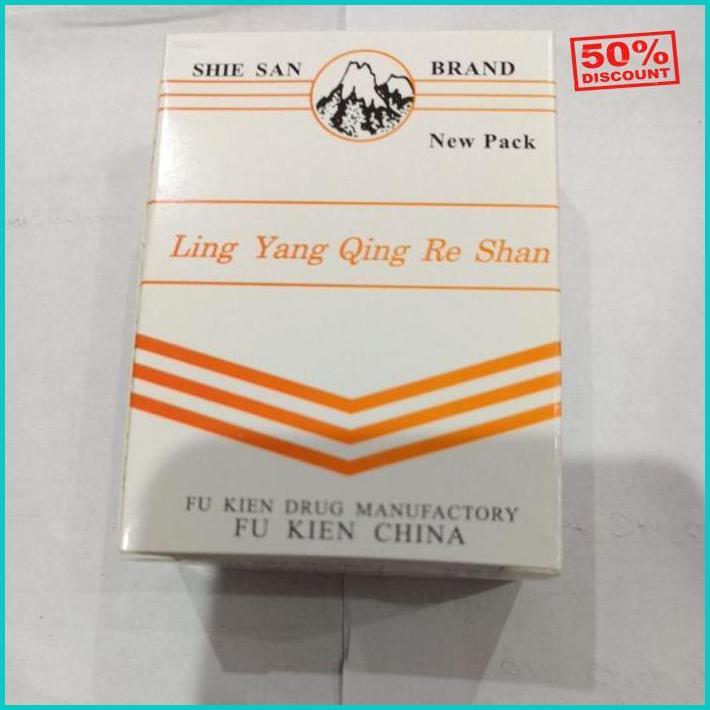 50%
DISCOUNT
SHIE SAN BRAND
New Pack
Ling Yang Qing Re Shan
FU KIEN DRUG MANUFACTORY
FU KIEN CHINA